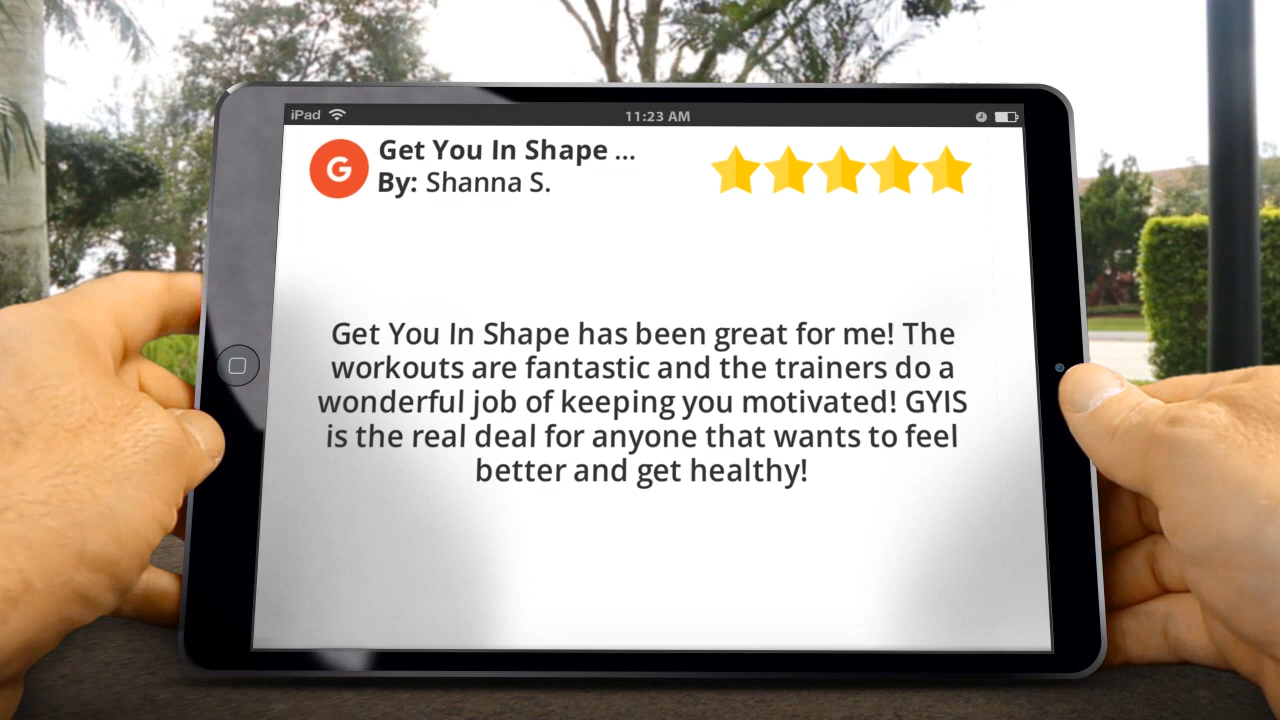 iPad 11:23 AM
G
Get You In Shape ...
By: Shanna S.
Get You In Shape has been great for me! The
workouts are fantastic and the trainers do a
wonderful job of keeping you motivated! GYIS
is the real deal for anyone that wants to feel
better and get healthy!